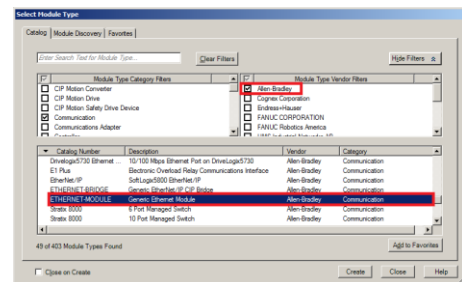 Select Module Type
Catalog Module Discovery Favorites
Enter Search Text for Module Type...
Clear Filters
Hide Filters
Module Type Category Filters
Module Type Vendor Filters
CIP Motion Converter
Allen-Bradley
CIP Motion Drive
Cognex Corporation
CIP Motion Safety Drive Device
Endress+Hauser
Communication
FANUC CORPORATION
Communications Adapter
FANUC Robotics America
Catalog Number Description Vendor Category
Drivelogix5730 Ethernet ... 10/100 Mbps Ethernet Port on DriveLogix5730 Allen-Bradley Communication
E1 Plus Electronic Overload Relay Communications Interface Allen-Bradley Communication
EtherNet/IP SoftLogix5800 EtherNet/IP Allen-Bradley Communication
ETHERNET-BRIDGE Generic EtherNet/IP CIP Bridge Allen-Bradley Communication
ETHERNET-MODULE Generic Ethernet Module Allen-Bradley Communication
Stratix 8000 6 Port Managed Switch Allen-Bradley Communication
Stratix 8000 10 Port Managed Switch Allen-Bradley Communication
49 of 403 Module Types Found
Add to Favorites
Close on Create
Create Close Help